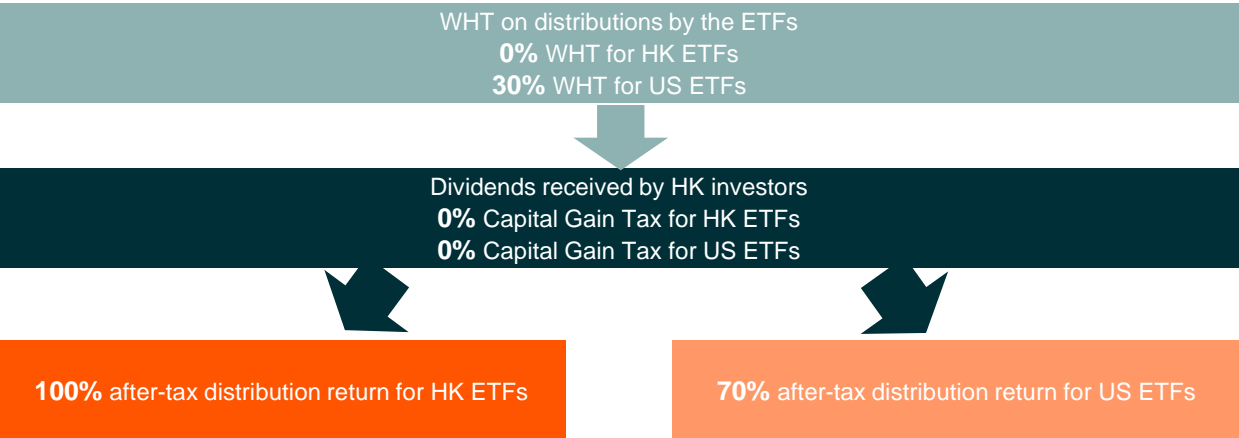 WHT on distributions by the ETFs
0% WHT for HK ETFs
30% WHT for US ETFs
Dividends received by HK investors
0% Capital Gain Tax for HK ETFs
0% Capital Gain Tax for US ETFs
100% after-tax distribution return for HK ETFs
70% after-tax distribution return for US ETFs